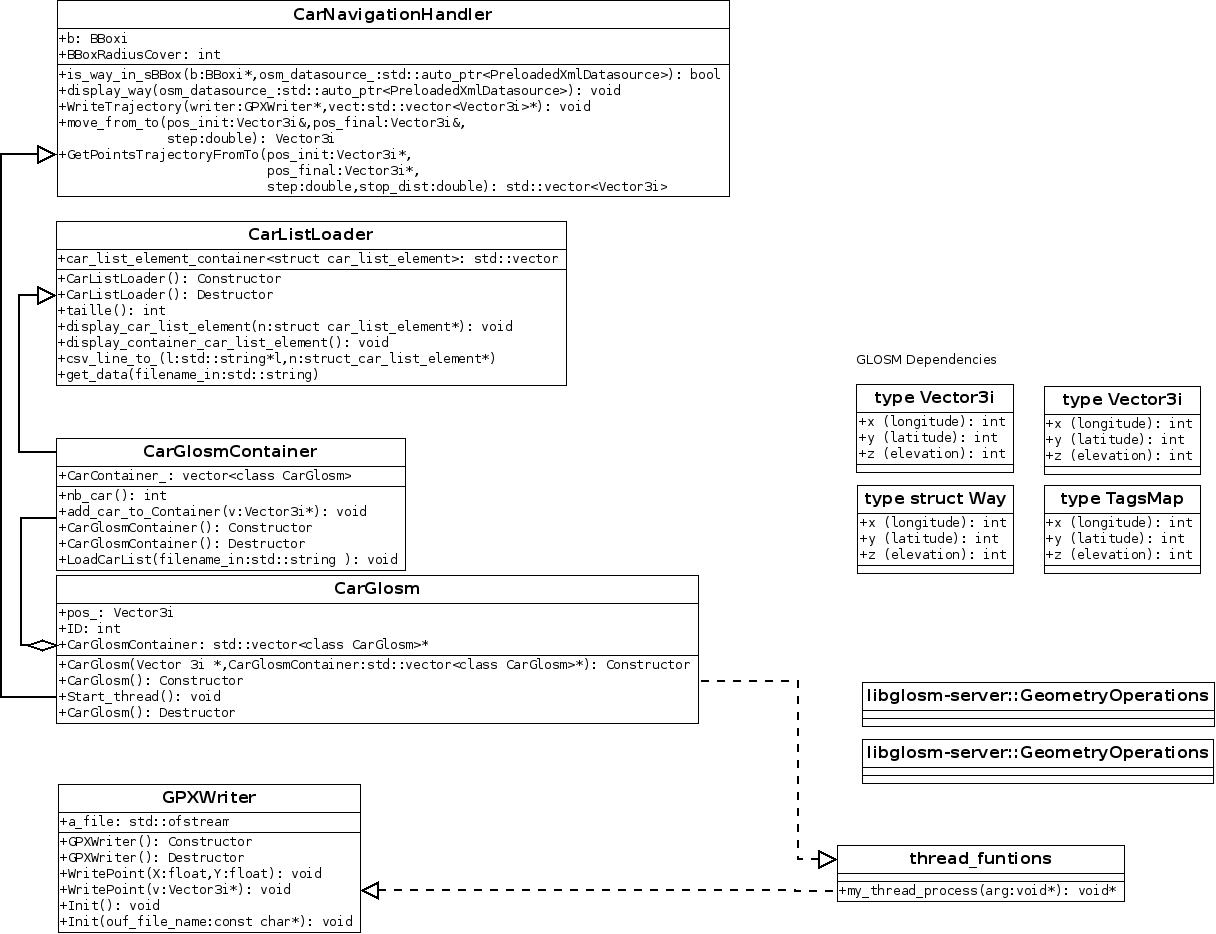 CarNavigationHandler
+b: BBoxi
+BBoxRadiusCover: int
+is_way_in_sBBox(b:BBoxi*,osm_datasource_:std::auto_ptr<PreloadedXmlDatasource>): bool
+display_way(osm_datasource_:std::auto_ptr<PreloadedXmlDatasource>): void
+WriteTrajectory(writer:GPXWriter*,vect:std::vector<Vector3i>*): void
+move_from_to(pos_init:Vector3i&,pos_final:Vector3i&,
step:double): Vector3i
+GetPointsTrajectoryFromTo(pos_init:Vector3i*,
pos_final:Vector3i*,
step:double,stop_dist:double): std::vector<Vector3i>
CarListLoader
+car_list_element_container<struct car_list_element>: std::vector
+CarListLoader(): Constructor
+CarListLoader(): Destructor
+taille(): int
+display_car_list_element(n:struct car_list_element*): void
+display_container_car_list_element(): void
+csv_line_to_(l:std::string*l,n:struct_car_list_element*)
+get_data(filename_in:std::string)
CarGlosmContainer
+CarContainer_: vector<class CarGlosm>
+nb_car(): int
+add_car_to_Container(v:Vector3i*): void
+CarGlosmContainer(): Constructor
+CarGlosmContainer(): Destructor
+LoadCarList(filename_in:std::string ): void
CarGlosm
+pos_: Vector3i
+ID: int
+CarGlosmContainer: std::vector<class CarGlosm>*
+CarGlosm(Vector 3i *,CarGlosmContainer:std::vector<class CarGlosm>*): Constructor
+CarGlosm(): Constructor
+Start_thread(): void
+CarGlosm(): Destructor
GPXWriter
+a_file: std::ofstream
+GPXWriter(): Constructor
+GPXWriter(): Destructor
+WritePoint(X:float,Y:float): void
+WritePoint(v:Vector3i*): void
+Init(): void
+Init(ouf_file_name:const char*): void
GLOSM Dependencies
type Vector3i
+x (longitude): int
+y (latitude): int
+z (elevation): int
type Vector3i
+x (longitude): int
+y (latitude): int
+z (elevation): int
type struct Way
+x (longitude): int
+y (latitude): int
+z (elevation): int
type TagsMap
+x (longitude): int
+y (latitude): int
+z (elevation): int
libglosm-server::GeometryOperations
libglosm-server::GeometryOperations
thread_funtions
+my_thread_process(arg:void*): void*